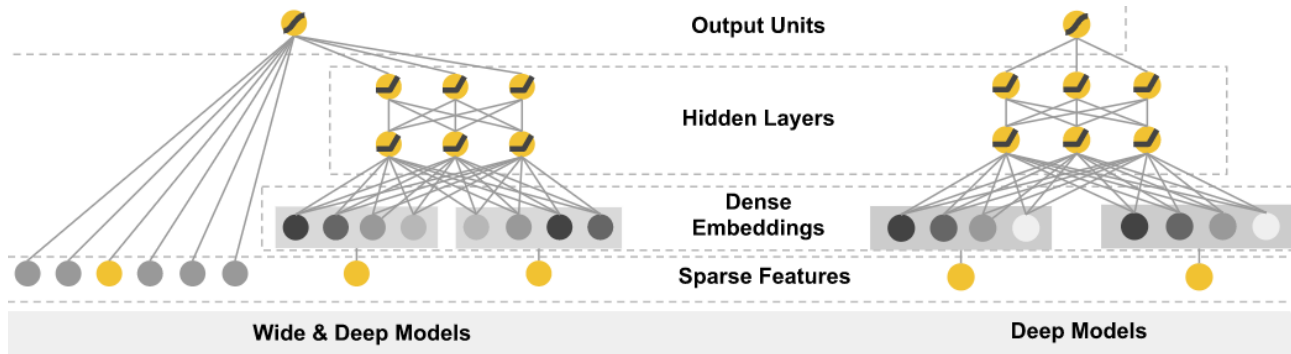 Output Units
Hidden Layers
Dense
Embeddings
Sparse Features
Wide & Deep Models
Deep Models